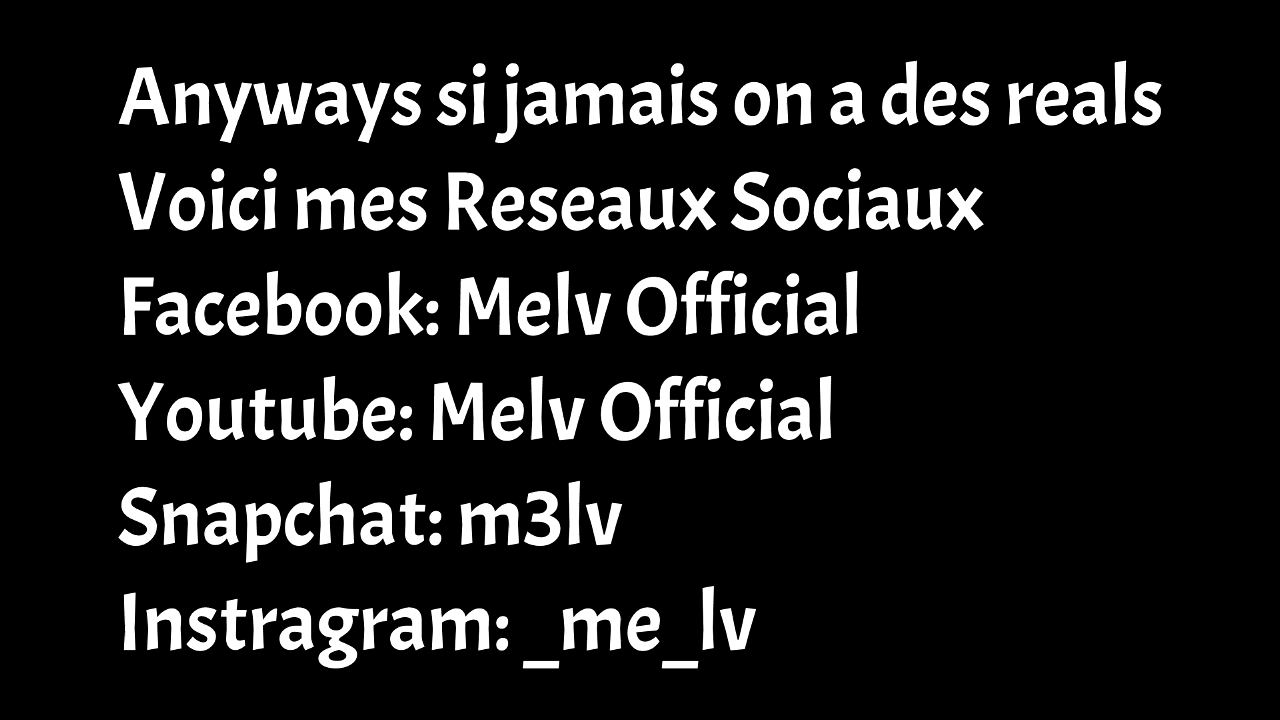 Anyways si jamais on a des reals
Voici mes Reseaux Sociaux
Facebook: Melv Official
Youtube: Melv Official
Snapchat: m3lv
Instragram: _me_lv